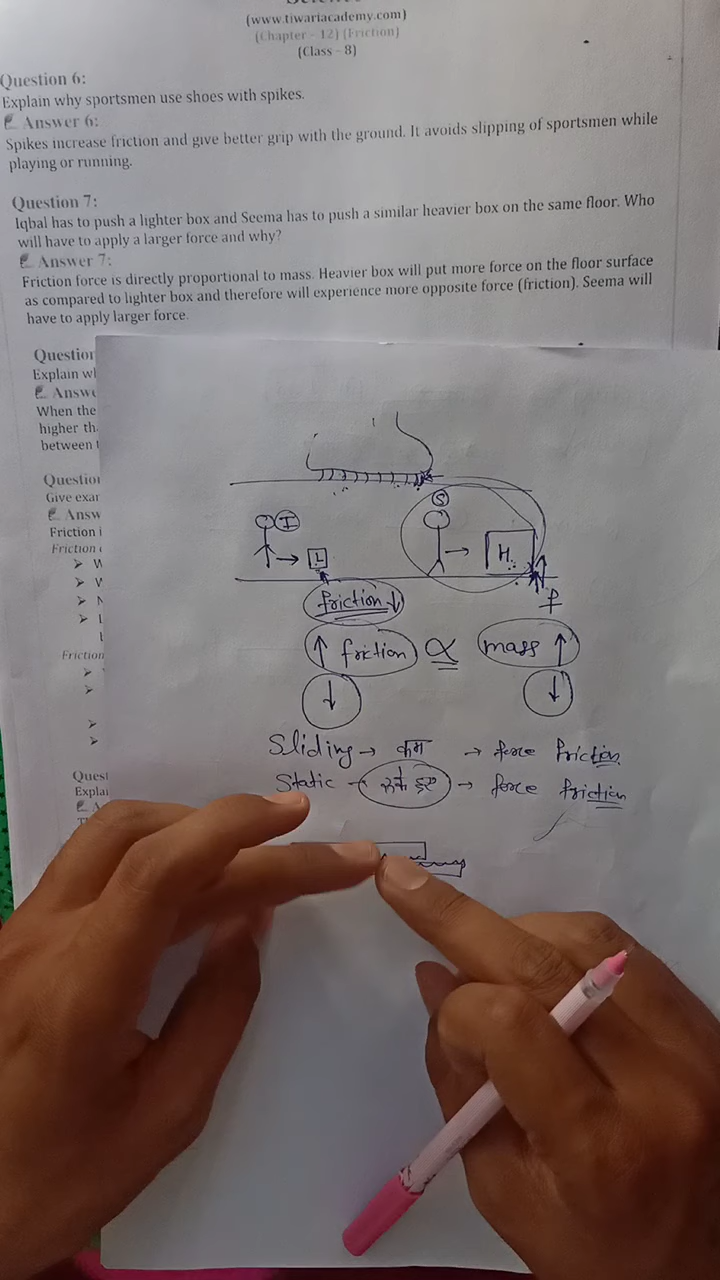 (www.tiwariacademy.com)
(Chapter - 12) (Friction)
(Class - 8)
Question 6:
Explain why sportsmen use shoes with spikes.
Answer 6:
Spikes increase friction and give better grip with the ground. It avoids slipping of sportsmen while
playing or running.
Question 7:
Iqbal has to push a lighter box and Seema has to push a similar heavier box on the same floor. Who
will have to apply a larger force and why?
Answer 7:
Friction force is directly proportional to mass. Heavier box will put more force on the floor surface
as compared to lighter box and therefore will experience more opposite force (friction). Seema will
have to apply larger force.
Question
Explain
Answ
When the
higher
between
Question
Give
Answ
Friction
Friction
Friction
S
I
L
H
friction ↓
f
↑ friction ∝ mass ↑
↓ ↓
Sliding → कम → force friction
Static → → force friction
Quest